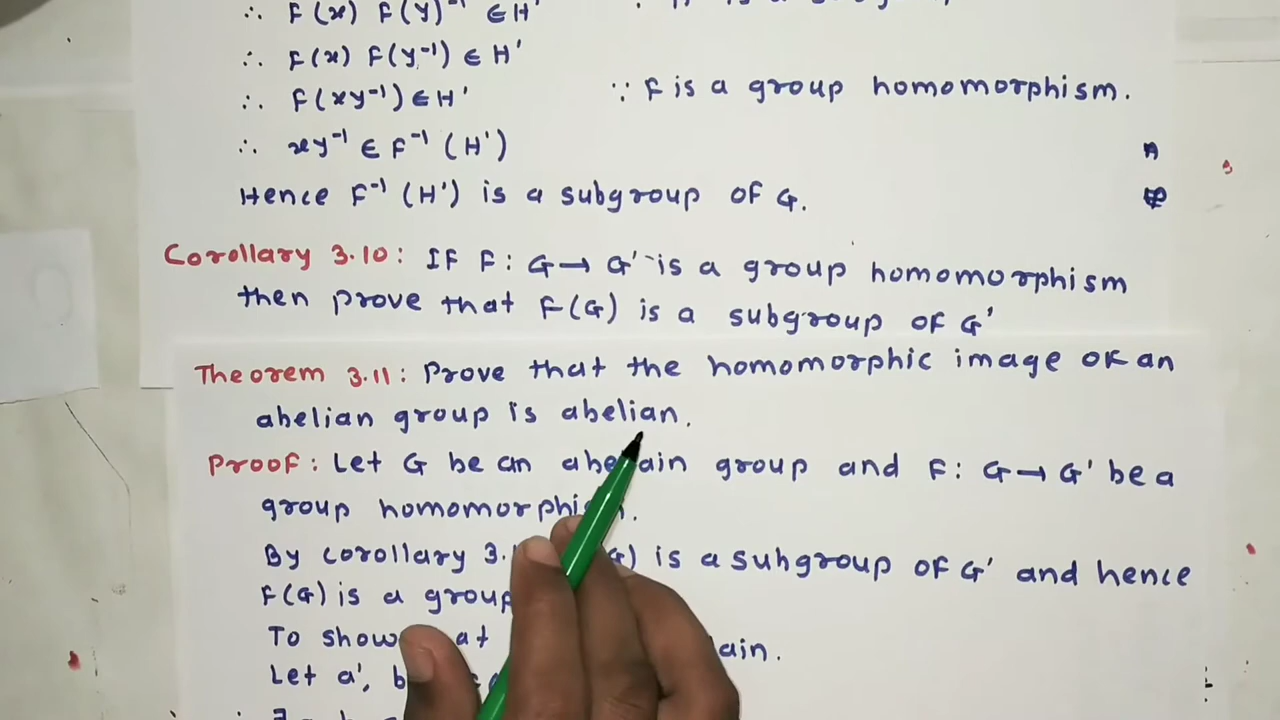 ∴ F(x) F(y)⁻¹ ∈ H'
∴ F(x) F(y⁻¹) ∈ H'
∴ F(xy⁻¹) ∈ H' ∵ F is a group homomorphism.
∴ xy⁻¹ ∈ F⁻¹ (H')
Hence F⁻¹ (H') is a subgroup of G.
Corollary 3.10: IF F: G → G' is a group homomorphism
then prove that F(G) is a subgroup of G'
Theorem 3.11: Prove that the homomorphic image of an
abelian group is abelian.
Proof: Let G be an group and F: G → G' be a
group
By corollary is a subgroup of G' and hence
F(G) is a group
To show
Let a',